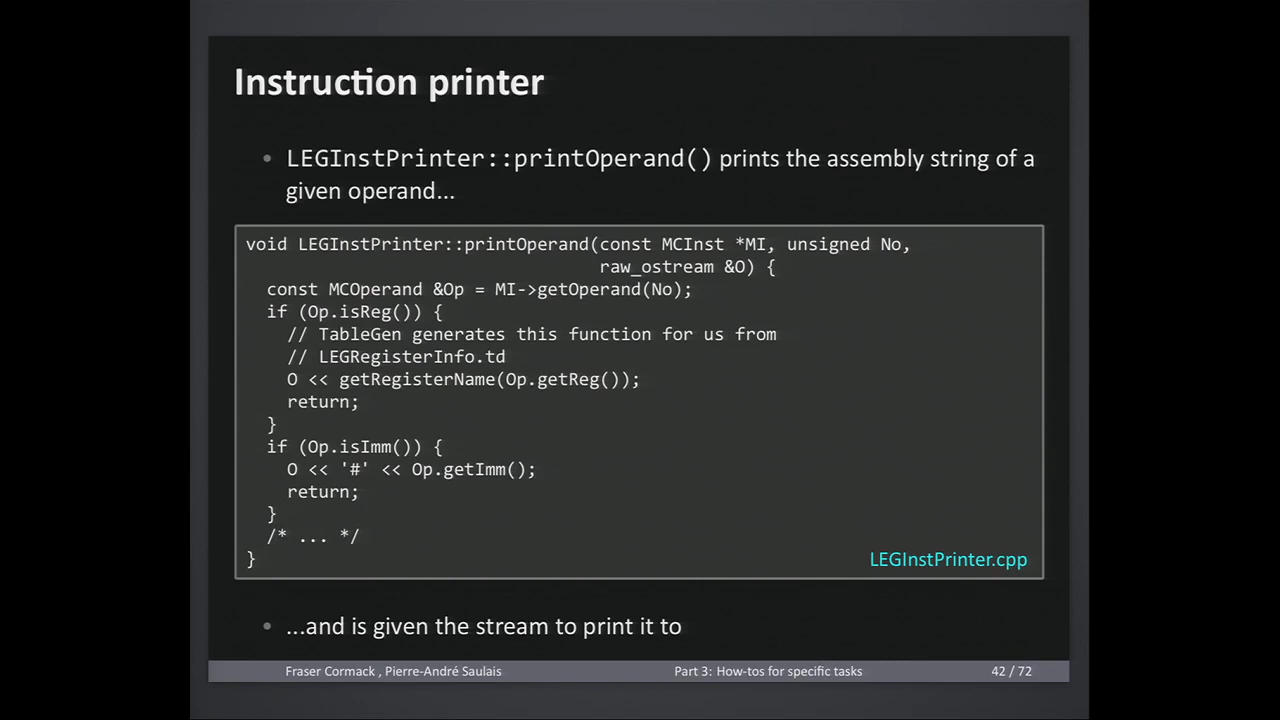 Instruction printer
• LEGInstPrinter::printOperand() prints the assembly string of a
given operand...
void LEGInstPrinter::printOperand(const MCInst *MI, unsigned No,
                                  raw_ostream &O) {
  const MCOperand &Op = MI->getOperand(No);
  if (Op.isReg()) {
    // TableGen generates this function for us from
    // LEGRegisterInfo.td
    O << getRegisterName(Op.getReg());
    return;
  }
  if (Op.isImm()) {
    O << '#' << Op.getImm();
    return;
  }
  /* ... */
}
LEGInstPrinter.cpp
• ...and is given the stream to print it to
Fraser Cormack , Pierre-André Saulais
Part 3: How-tos for specific tasks
42 / 72